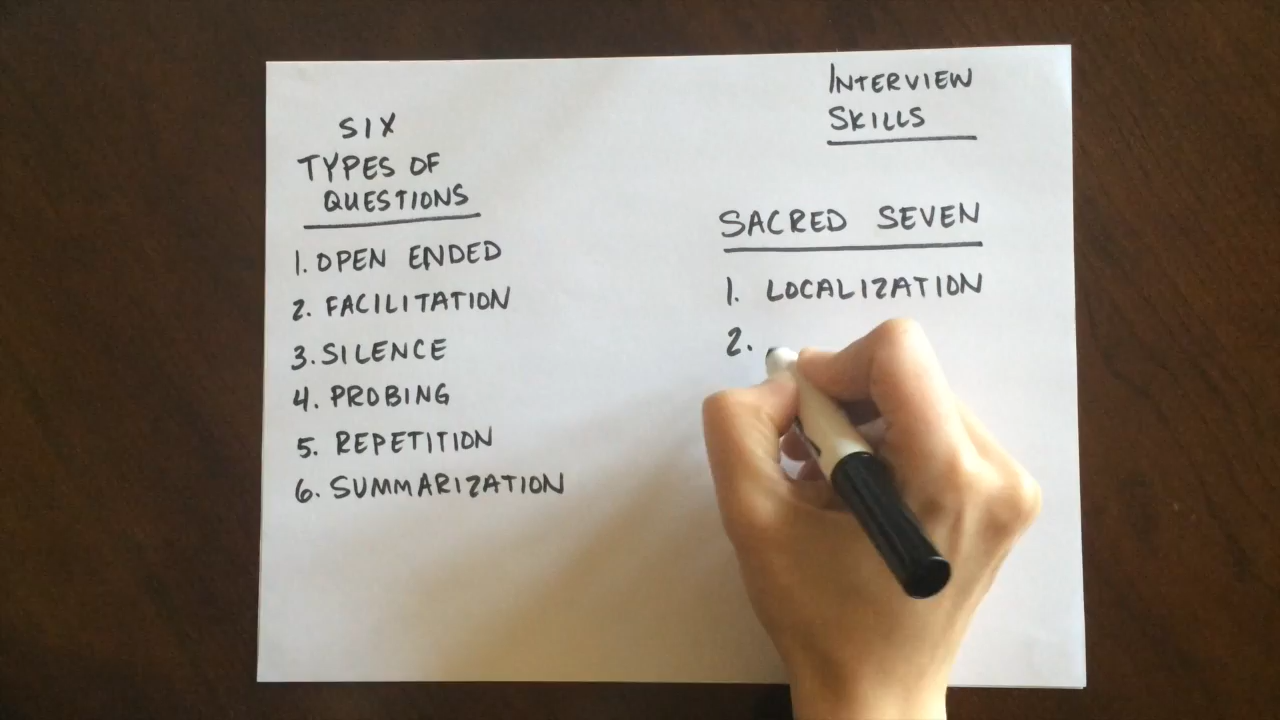 INTERVIEW
SKILLS
SIX
TYPES OF
QUESTIONS
1. OPEN ENDED
2. FACILITATION
3. SILENCE
4. PROBING
5. REPETITION
6. SUMMARIZATION
SACRED SEVEN
1. LOCALIZATION
2.